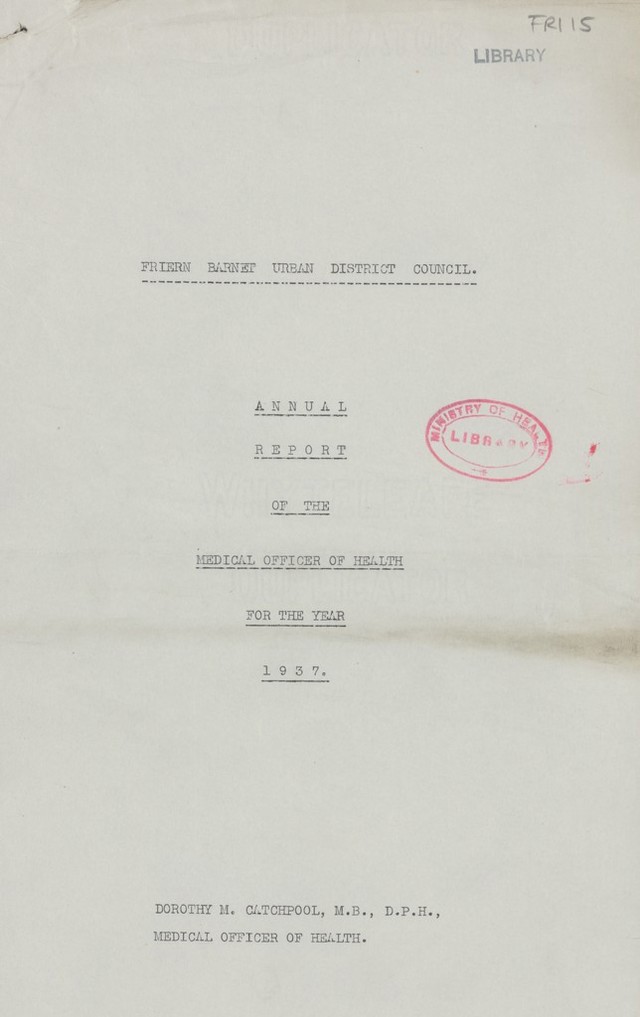 FRI 15
LIBRARY
FRIERN BARNET URBAN DISTRICT COUNCIL.
ANNUAL
REPORT
OF THE
MEDICAL OFFICER OF HEALTH
FOR THE YEAR
1937.
MINISTRY OF HEALTH
LIBRARY
DOROTHY M. CATCHPOOL, M.B., D.P.H.,
MEDICAL OFFICER OF HEALTH.